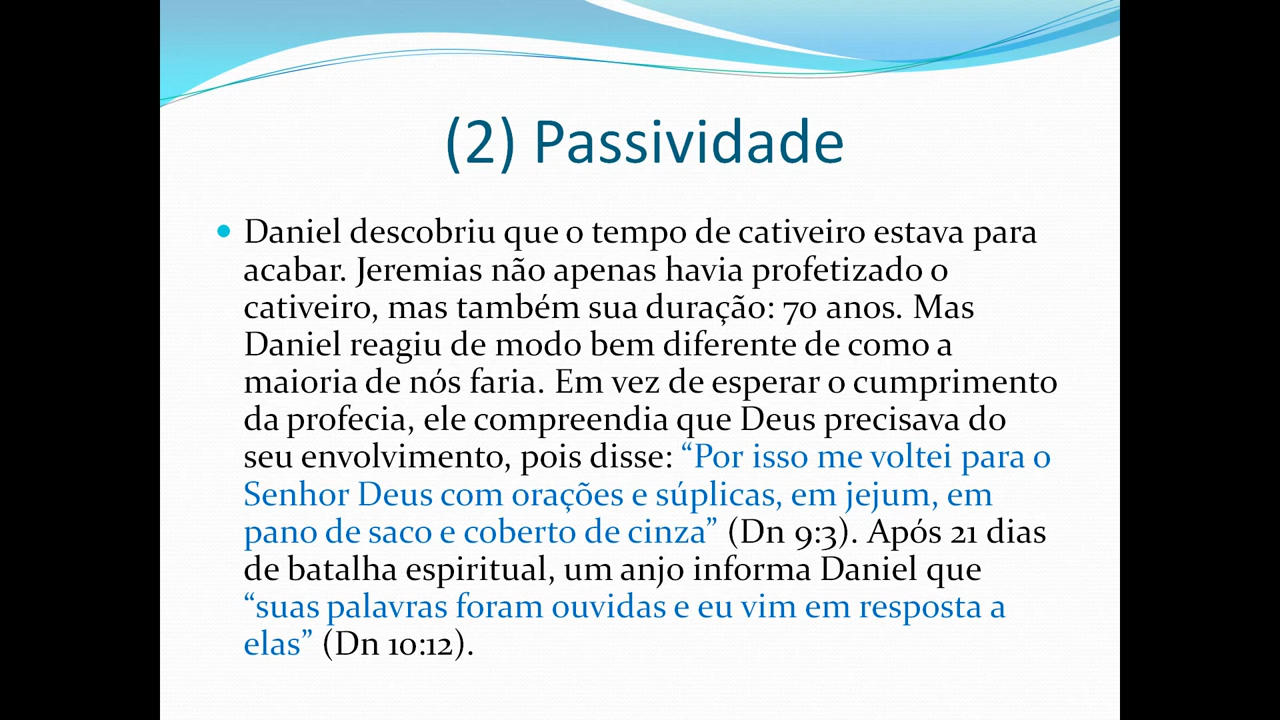 (2) Passividade
• Daniel descobriu que o tempo de cativeiro estava para
acabar. Jeremias não apenas havia profetizado o
cativeiro, mas também sua duração: 70 anos. Mas
Daniel reagiu de modo bem diferente de como a
maioria de nós faria. Em vez de esperar o cumprimento
da profecia, ele compreendia que Deus precisava do
seu envolvimento, pois disse: “Por isso me voltei para o
Senhor Deus com orações e súplicas, em jejum, em
pano de saco e coberto de cinza” (Dn 9:3). Após 21 dias
de batalha espiritual, um anjo informa Daniel que
“suas palavras foram ouvidas e eu vim em resposta a
elas” (Dn 10:12).